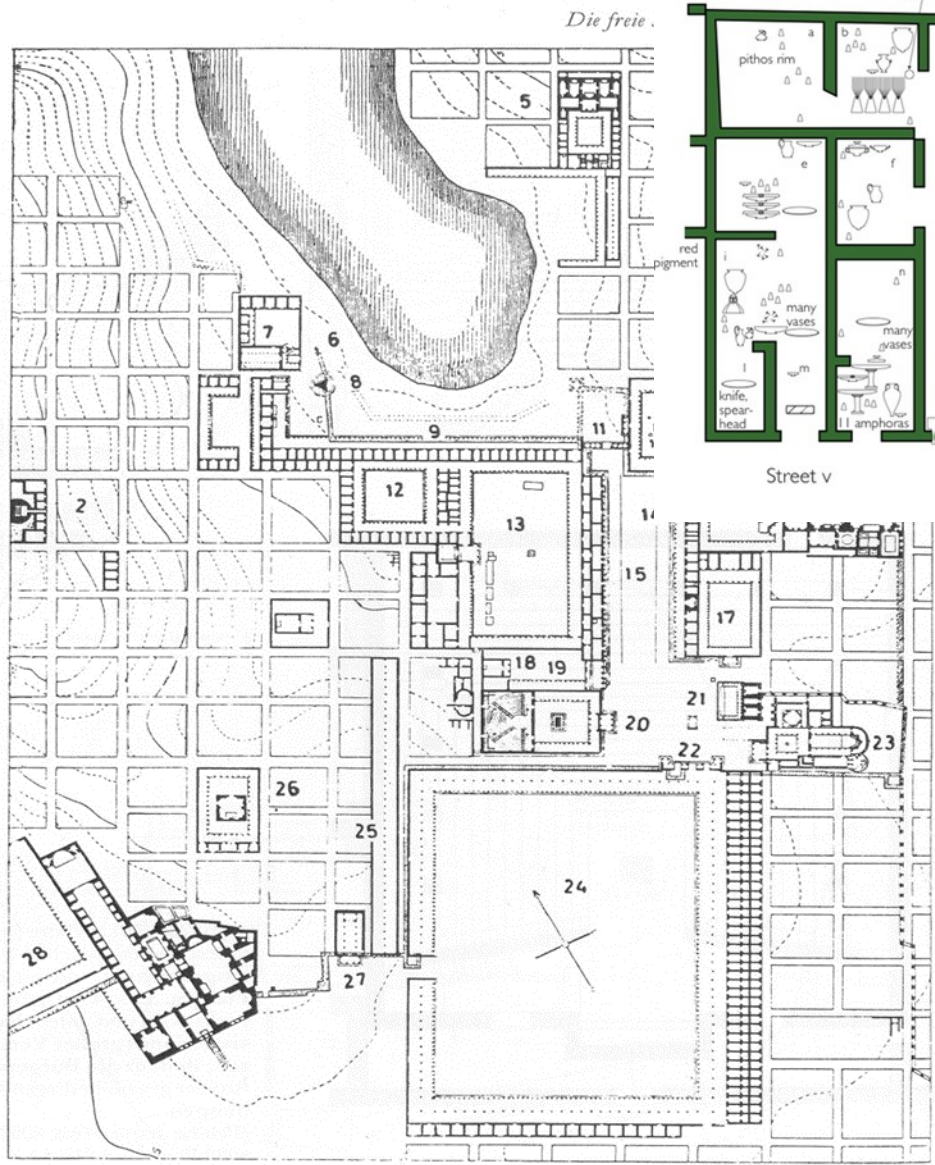 Die freie
a
b
pithos rim
e
f
red
pigment
i
n
many
vases
many
vases
l
m
knife,
spear-
head
11 amphoras
Street v
5
7
6
8
c
9
11
2
12
13
15
17
18
19
20
21
22
23
26
25
24
28
27